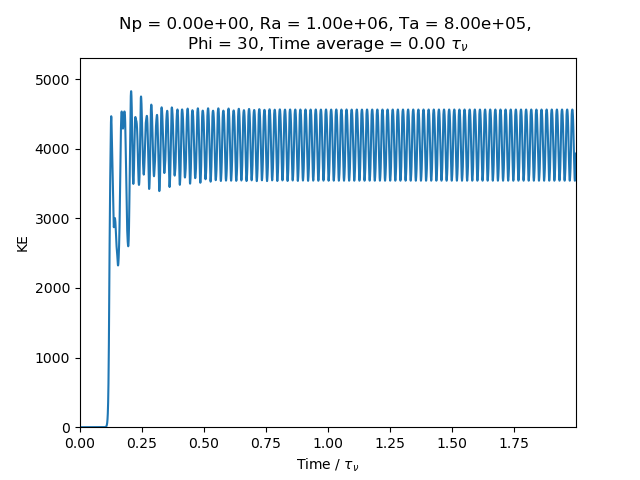 Np = 0.00e+00, Ra = 1.00e+06, Ta = 8.00e+05,
Phi = 30, Time average = 0.00 τν
5000
4000
3000
2000
1000
0
KE
0.00 0.25 0.50 0.75 1.00 1.25 1.50 1.75
Time / τν